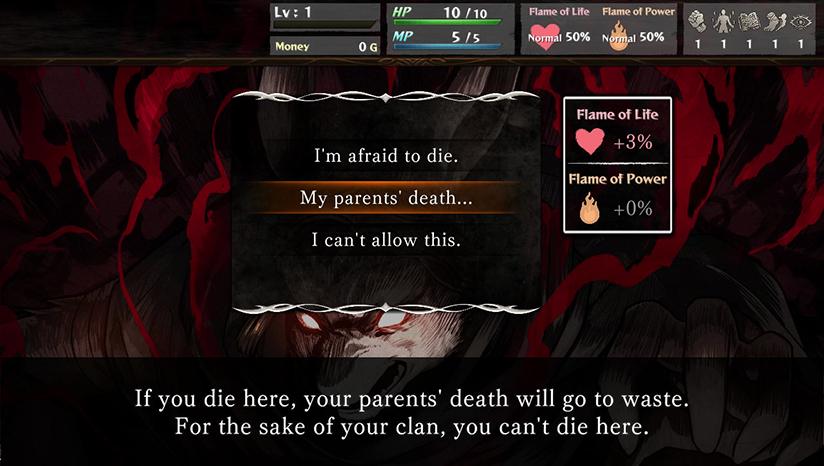 Lv: 1
Money 0 G
HP 10 / 10
MP 5 / 5
Flame of Life
Normal 50%
Flame of Power
Normal 50%
1 1 1 1 1
I'm afraid to die.
My parents' death...
I can't allow this.
Flame of Life
+3%
Flame of Power
+0%
If you die here, your parents' death will go to waste.
For the sake of your clan, you can't die here.